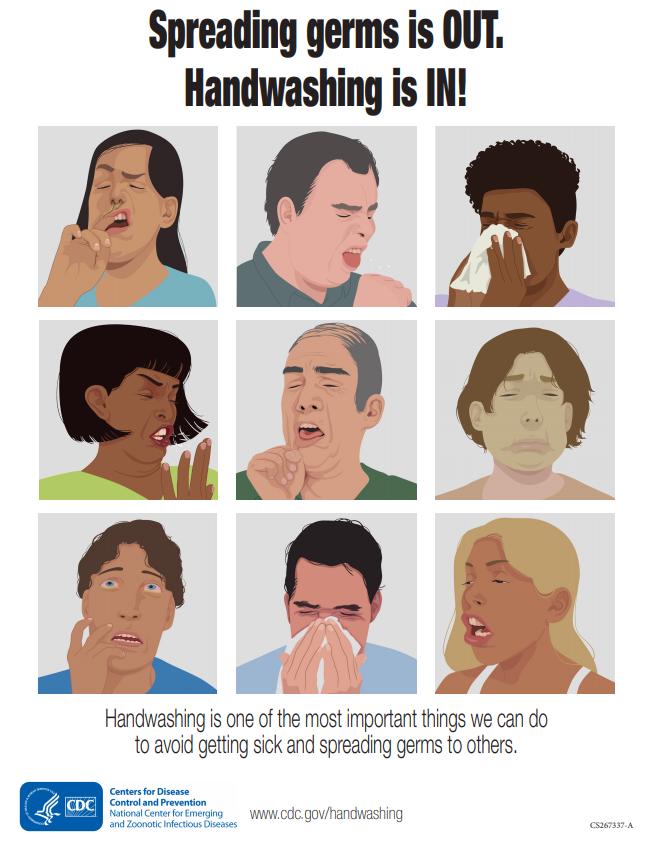 Spreading germs is OUT.
Handwashing is IN!
Handwashing is one of the most important things we can do
to avoid getting sick and spreading germs to others.
CDC
Centers for Disease
Control and Prevention
National Center for Emerging
and Zoonotic Infectious Diseases
www.cdc.gov/handwashing
CS267337-A